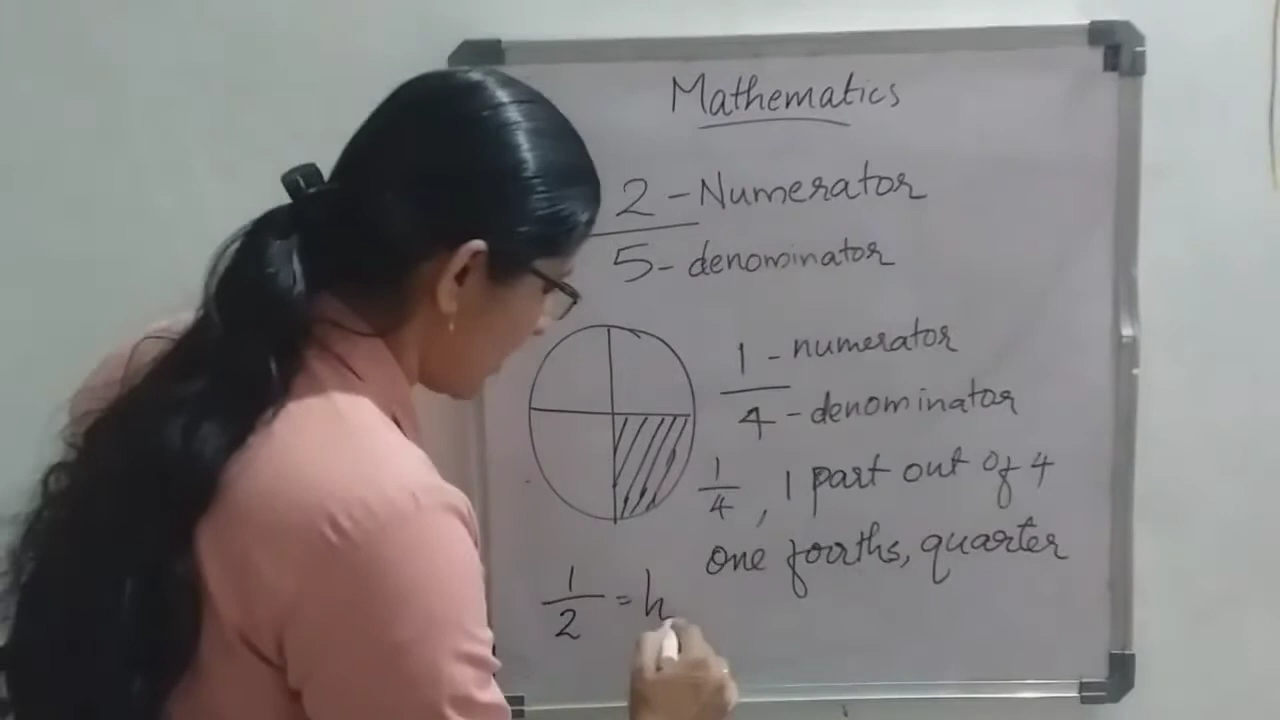 Mathematics
2 - Numerator
5 - denominator
1 - numerator
4 - denominator
1/4, 1 part out of 4
one fourths, quarter
1/2 = h